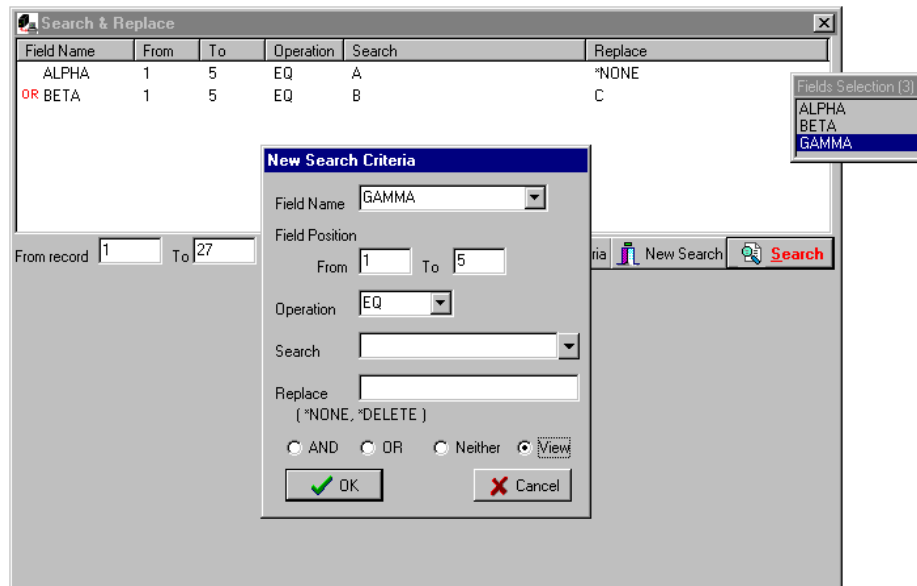 Search & Replace
Field Name From To Operation Search Replace
ALPHA 1 5 EQ A *NONE
OR BETA 1 5 EQ B C
Fields Selection (3)
ALPHA
BETA
GAMMA
New Search Criteria
Field Name GAMMA
Field Position
From 1 To 5
Operation EQ
Search
Replace
( *NONE, *DELETE )
AND OR Neither View
OK Cancel
From record 1 To 27 ria New Search Search